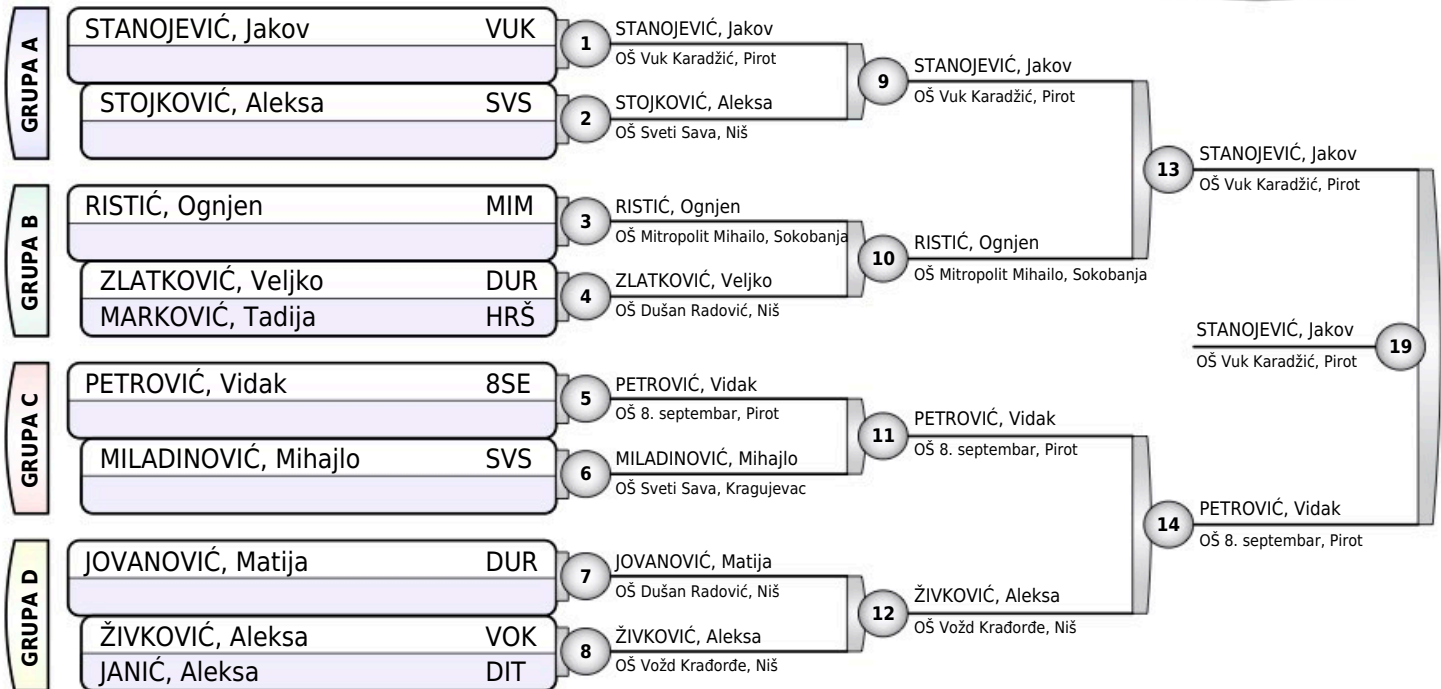 GRUPA A
STANOJEVIĆ, Jakov VUK
STOJKOVIĆ, Aleksa SVS
GRUPA B
RISTIĆ, Ognjen MIM
ZLATKOVIĆ, Veljko DUR
MARKOVIĆ, Tadija HRŠ
GRUPA C
PETROVIĆ, Vidak 8SE
MILADINOVIĆ, Mihajlo SVS
GRUPA D
JOVANOVIĆ, Matija DUR
ŽIVKOVIĆ, Aleksa VOK
JANIĆ, Aleksa DIT
1
STANOJEVIĆ, Jakov
OŠ Vuk Karadžić, Pirot
2
STOJKOVIĆ, Aleksa
OŠ Sveti Sava, Niš
3
RISTIĆ, Ognjen
OŠ Mitropolit Mihailo, Sokobanja
4
ZLATKOVIĆ, Veljko
OŠ Dušan Radović, Niš
5
PETROVIĆ, Vidak
OŠ 8. septembar, Pirot
6
MILADINOVIĆ, Mihajlo
OŠ Sveti Sava, Kragujevac
7
JOVANOVIĆ, Matija
OŠ Dušan Radović, Niš
8
ŽIVKOVIĆ, Aleksa
OŠ Vožd Krađorđe, Niš
9
STANOJEVIĆ, Jakov
OŠ Vuk Karadžić, Pirot
10
RISTIĆ, Ognjen
OŠ Mitropolit Mihailo, Sokobanja
11
PETROVIĆ, Vidak
OŠ 8. septembar, Pirot
12
ŽIVKOVIĆ, Aleksa
OŠ Vožd Krađorđe, Niš
13
STANOJEVIĆ, Jakov
OŠ Vuk Karadžić, Pirot
14
PETROVIĆ, Vidak
OŠ 8. septembar, Pirot
STANOJEVIĆ, Jakov
OŠ Vuk Karadžić, Pirot
19